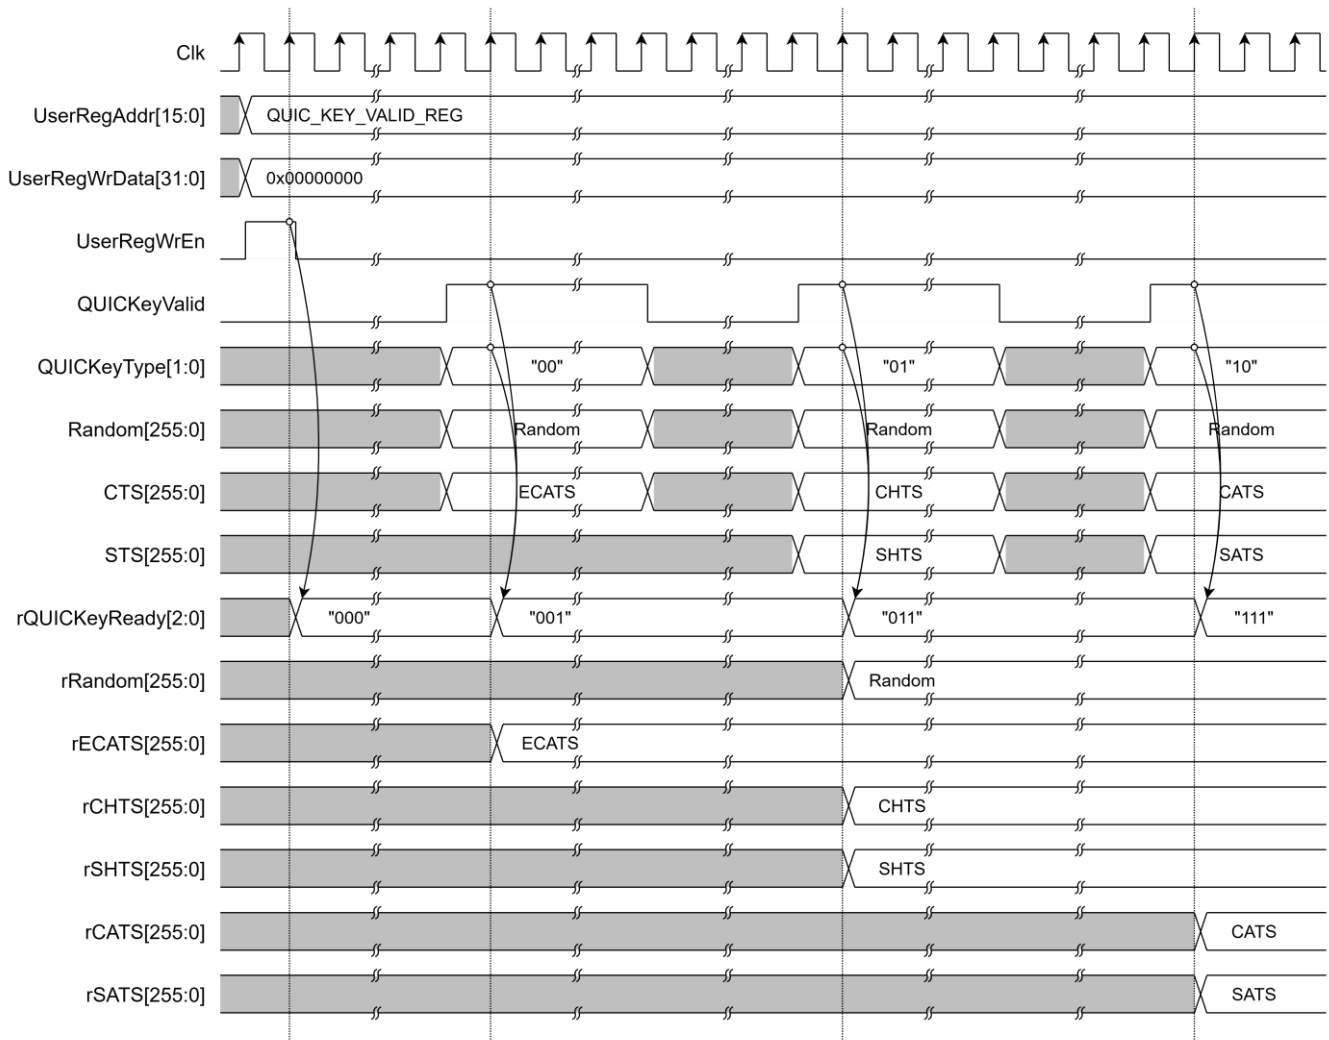 Clk
UserRegAddr[15:0] QUIC_KEY_VALID_REG
UserRegWrData[31:0] 0x00000000
UserRegWrEn
QUICKeyValid
QUICKeyType[1:0] "00" "01" "10"
Random[255:0] Random Random Random
CTS[255:0] ECATS CHTS CATS
STS[255:0] SHTS SATS
rQUICKeyReady[2:0] "000" "001" "011" "111"
rRandom[255:0] Random
rECATS[255:0] ECATS
rCHTS[255:0] CHTS
rSHTS[255:0] SHTS
rCATS[255:0] CATS
rSATS[255:0] SATS